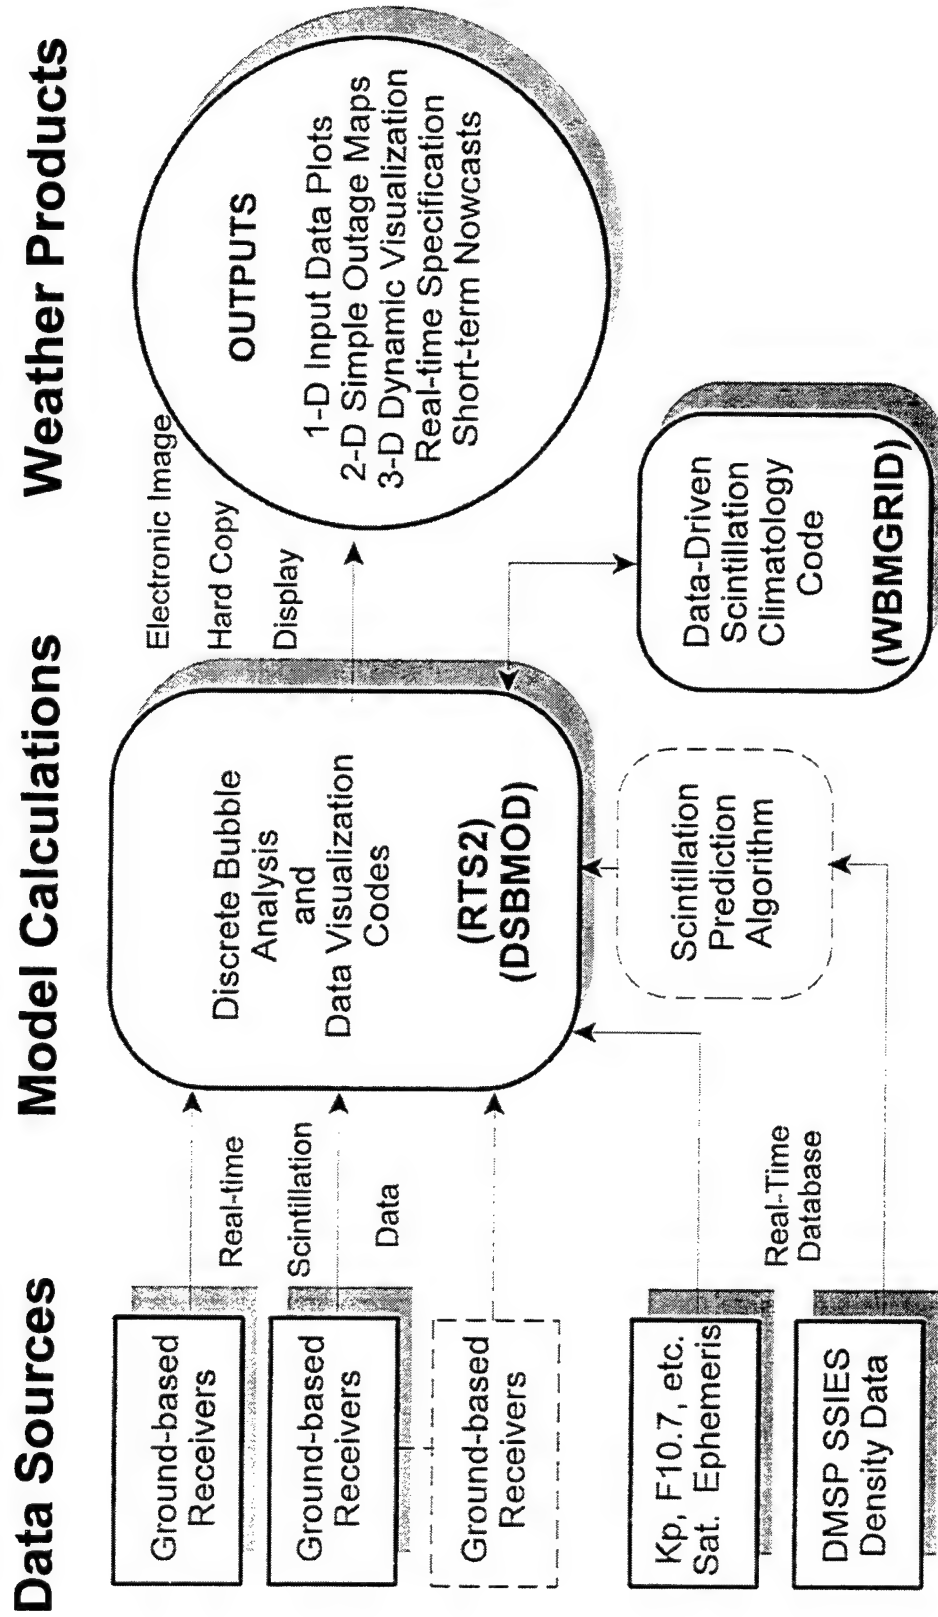 Data Sources
Model Calculations
Weather Products
Ground-based
Receivers
Ground-based
Receivers
Ground-based
Receivers
Kp, F10.7, etc.
Sat. Ephemeris
DMSP SSIES
Density Data
Real-time
Scintillation
Data
Real-Time
Database
Discrete Bubble
Analysis
and
Data Visualization
Codes
(RTS2)
(DSBMOD)
Scintillation
Prediction
Algorithm
Electronic Image
Hard Copy
Display
OUTPUTS
1-D Input Data Plots
2-D Simple Outage Maps
3-D Dynamic Visualization
Real-time Specification
Short-term Nowcasts
Data-Driven
Scintillation
Climatology
Code
(WBMGRID)